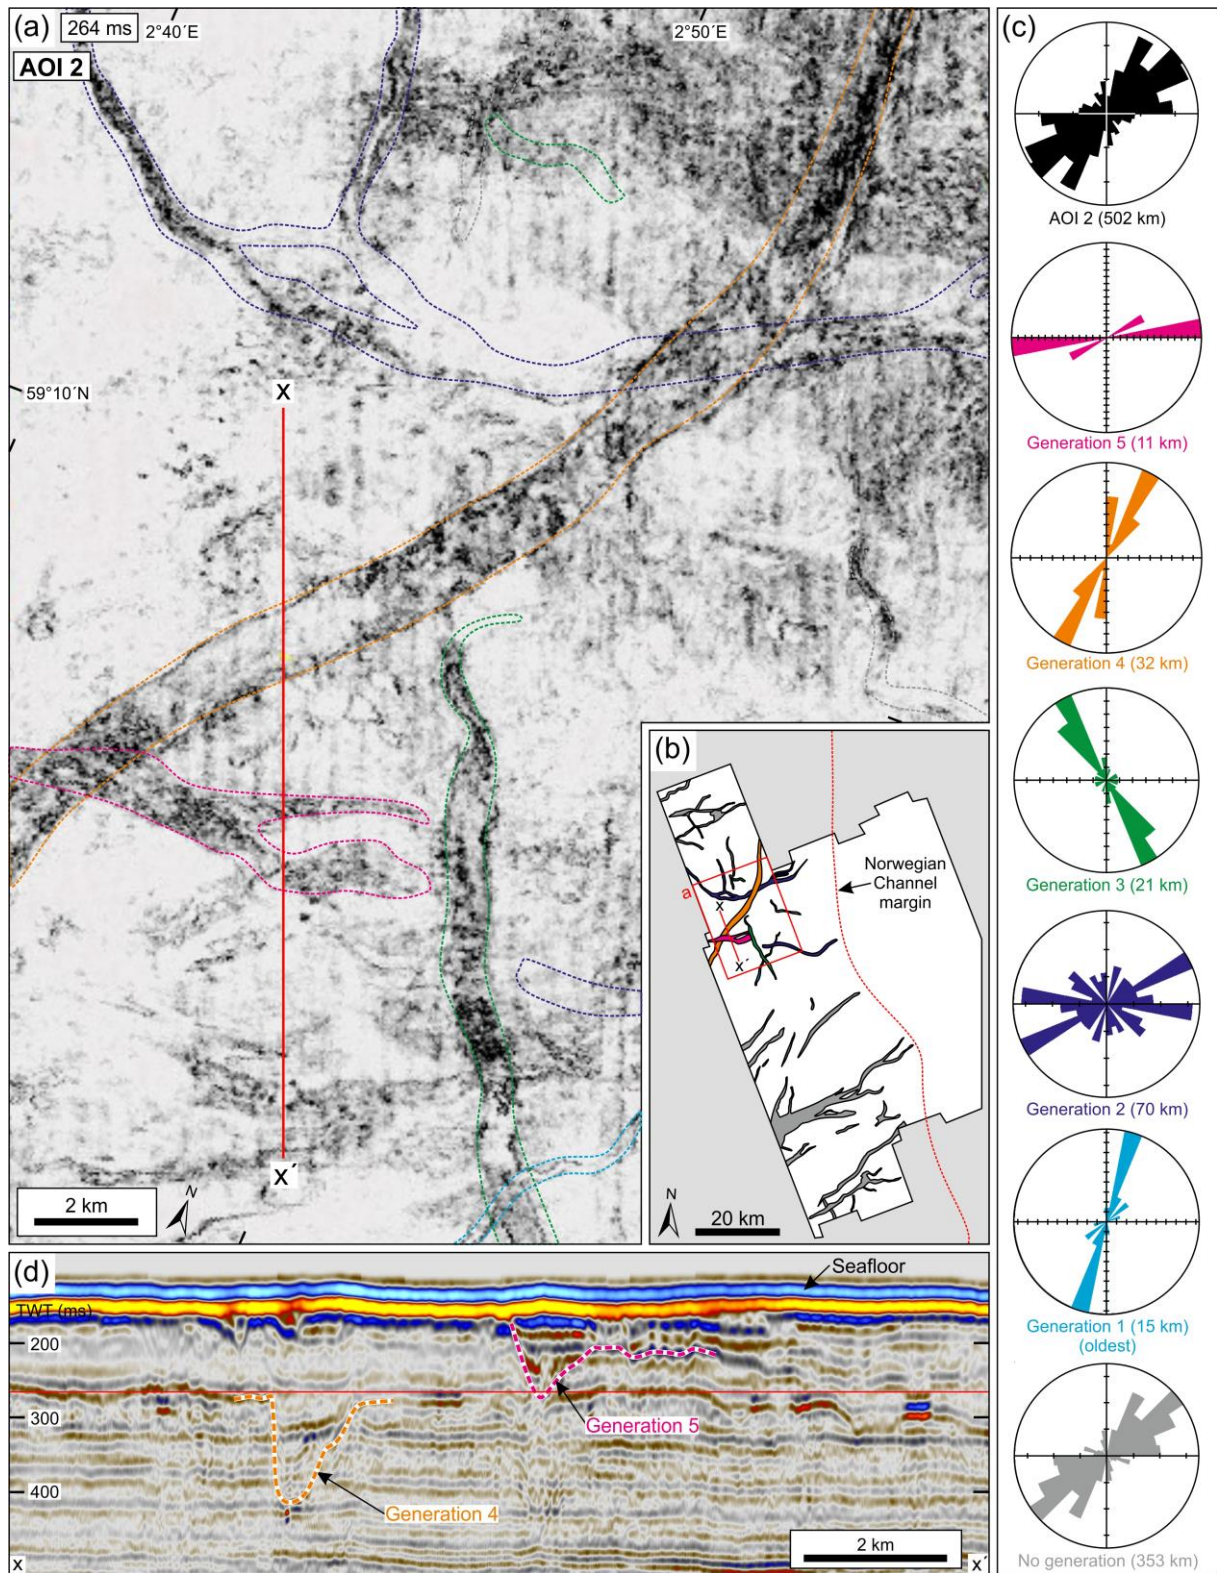 (a)
264 ms
2°40´E
2°50´E
AOI 2
59°10´N
X
X´
2 km
N
(b)
a
x
x´
Norwegian
Channel
margin
N
20 km
(c)
AOI 2 (502 km)
Generation 5 (11 km)
Generation 4 (32 km)
Generation 3 (21 km)
Generation 2 (70 km)
Generation 1 (15 km)
(oldest)
No generation (353 km)
(d)
Seafloor
TWT (ms)
200
300
400
Generation 5
Generation 4
2 km
x
x´